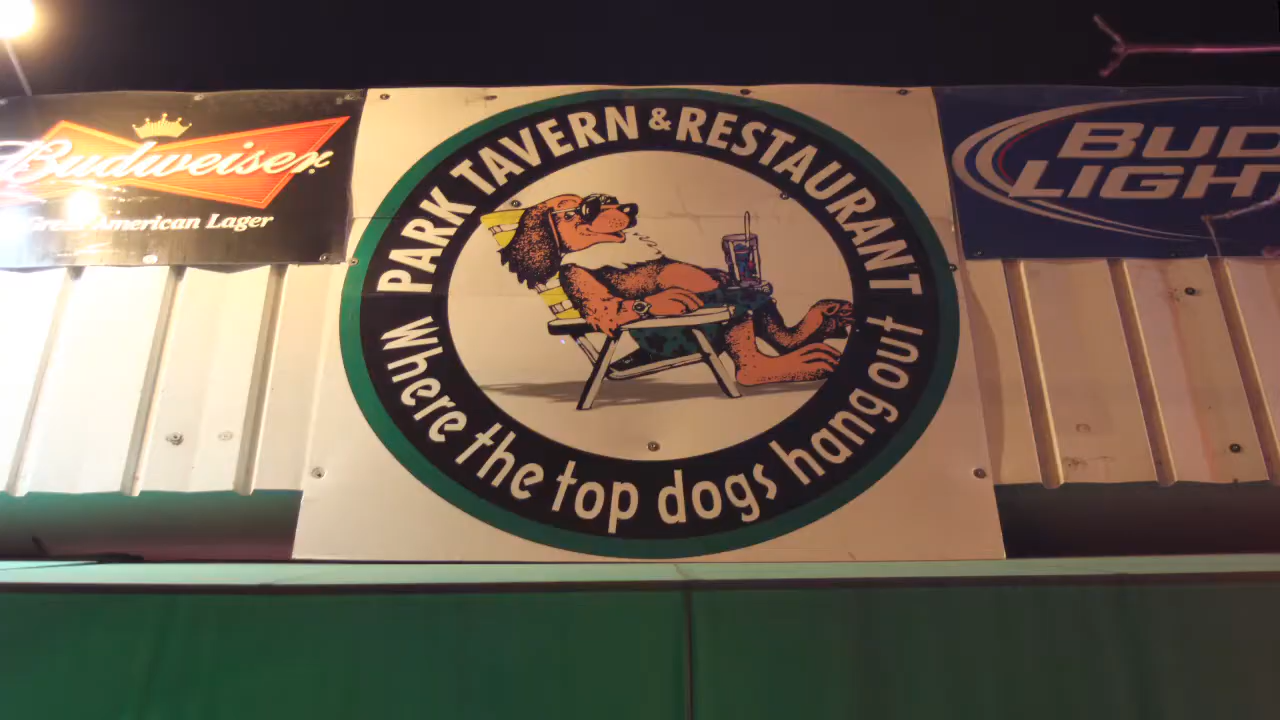 Budweiser
Great American Lager
PARK TAVERN & RESTAURANT
Where the top dogs hang out
BUD
LIGHT